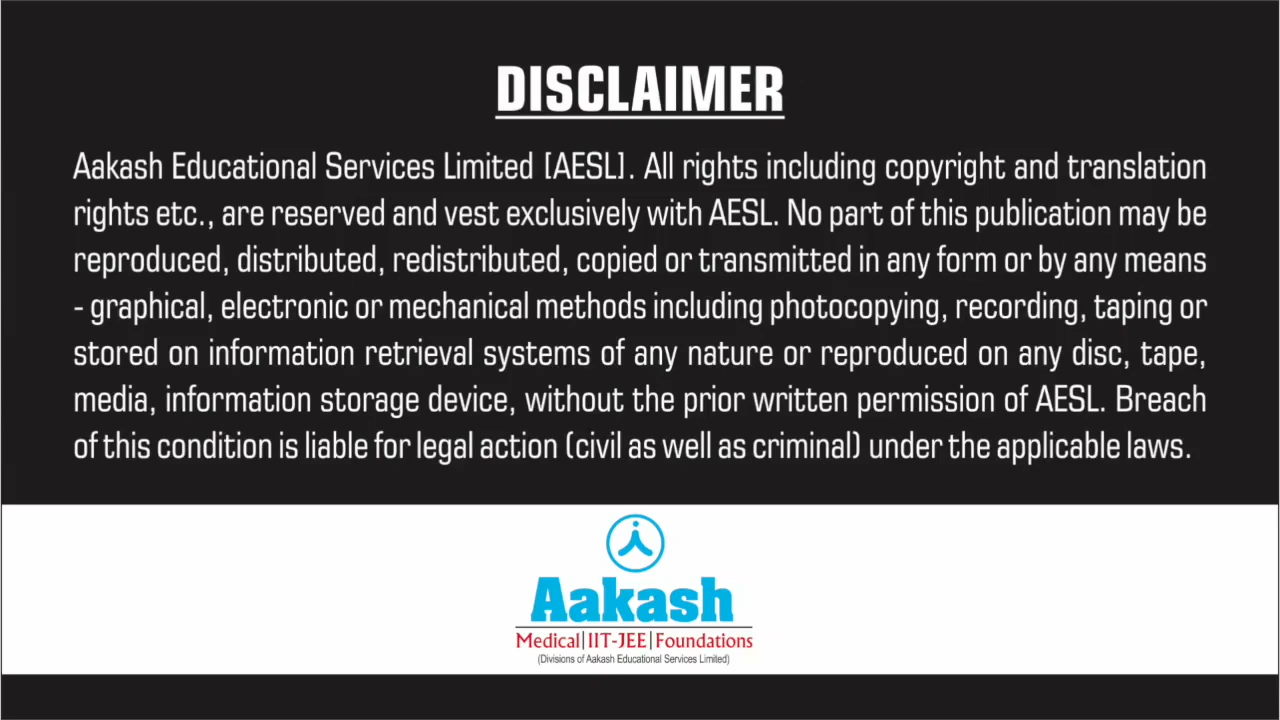 DISCLAIMER
Aakash Educational Services Limited [AESL]. All rights including copyright and translation
rights etc., are reserved and vest exclusively with AESL. No part of this publication may be
reproduced, distributed, redistributed, copied or transmitted in any form or by any means
- graphical, electronic or mechanical methods including photocopying, recording, taping or
stored on information retrieval systems of any nature or reproduced on any disc, tape,
media, information storage device, without the prior written permission of AESL. Breach
of this condition is liable for legal action (civil as well as criminal) under the applicable laws.
Aakash
Medical|IIT-JEE|Foundations
(Divisions of Aakash Educational Services Limited)